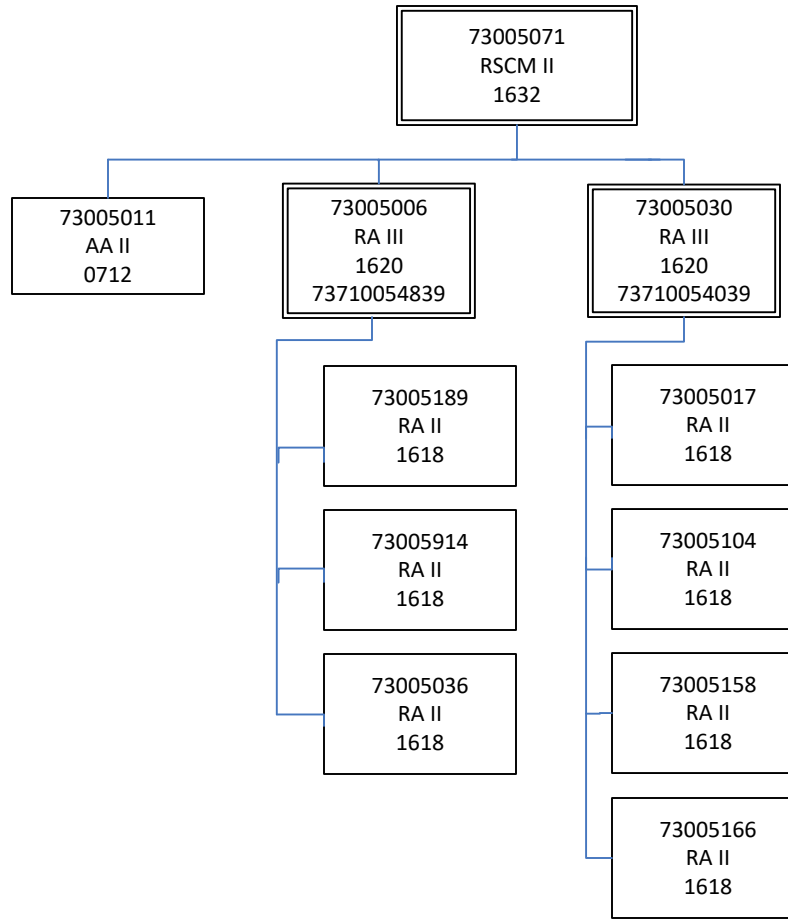 73005071
RSCM II
1632
73005011
AA II
0712
73005006
RA III
1620
73710054839
73005030
RA III
1620
73710054039
73005189
RA II
1618
73005914
RA II
1618
73005036
RA II
1618
73005017
RA II
1618
73005104
RA II
1618
73005158
RA II
1618
73005166
RA II
1618